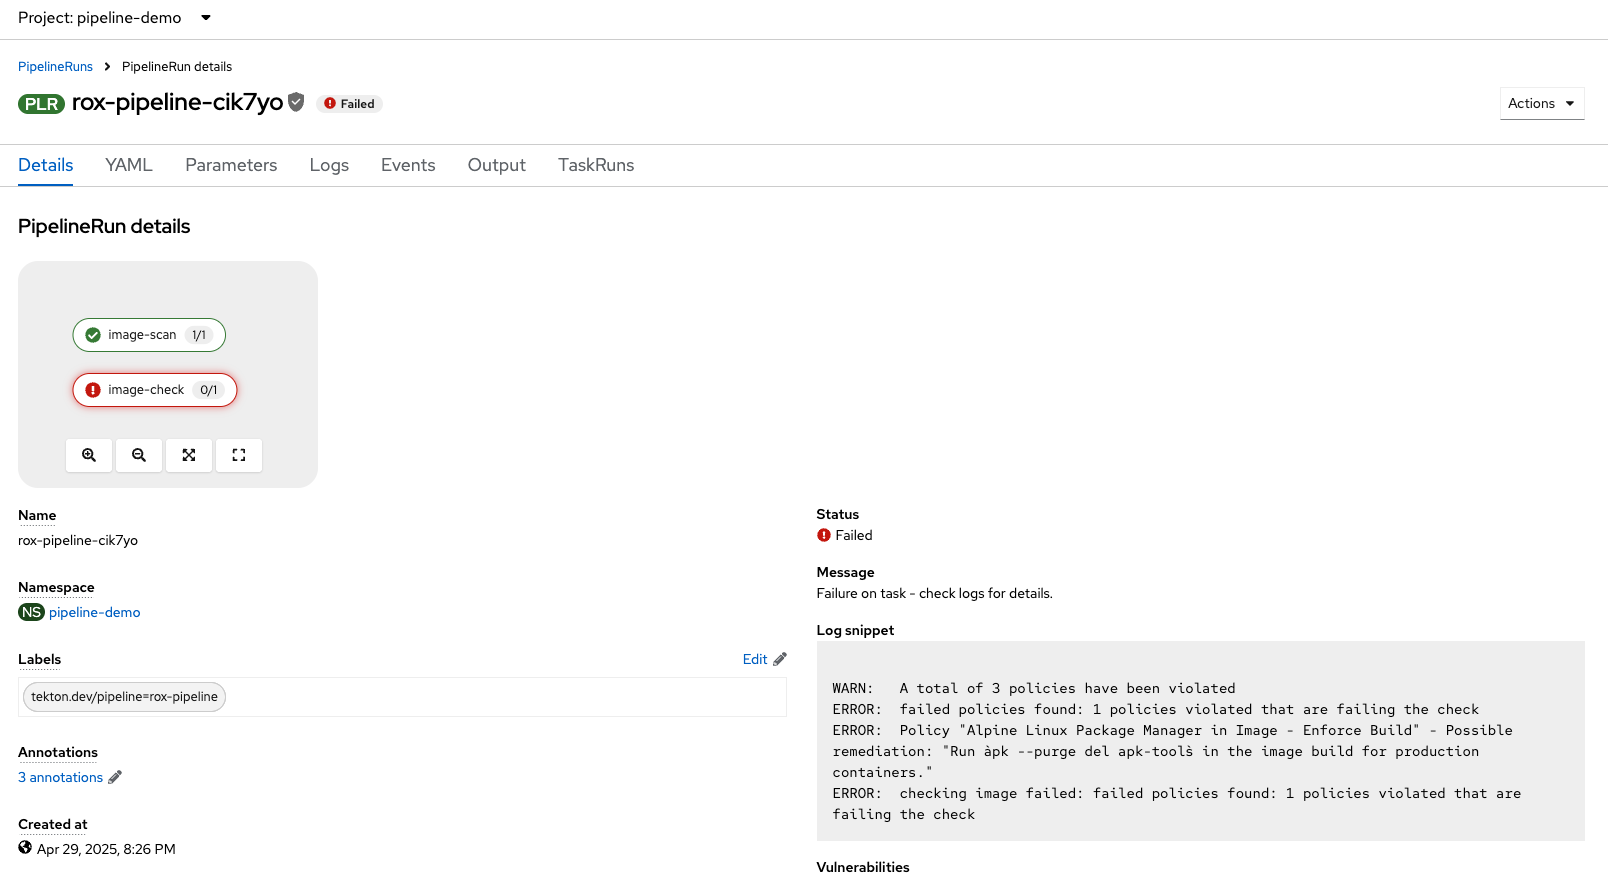 Project: pipeline-demo
PipelineRuns > PipelineRun details
PLR rox-pipeline-cik7yo Failed
Actions
Details YAML Parameters Logs Events Output TaskRuns
PipelineRun details
image-scan 1/1
image-check 0/1
Name
rox-pipeline-cik7yo
Namespace
NS pipeline-demo
Labels
Edit
tekton.dev/pipeline=rox-pipeline
Annotations
3 annotations
Created at
Apr 29, 2025, 8:26 PM
Status
Failed
Message
Failure on task - check logs for details.
Log snippet
WARN:   A total of 3 policies have been violated
ERROR:  failed policies found: 1 policies violated that are failing the check
ERROR:  Policy "Alpine Linux Package Manager in Image - Enforce Build" - Possible
remediation: "Run àpk --purge del apk-tools̀ in the image build for production
containers."
ERROR:  checking image failed: failed policies found: 1 policies violated that are
failing the check
Vulnerabilities